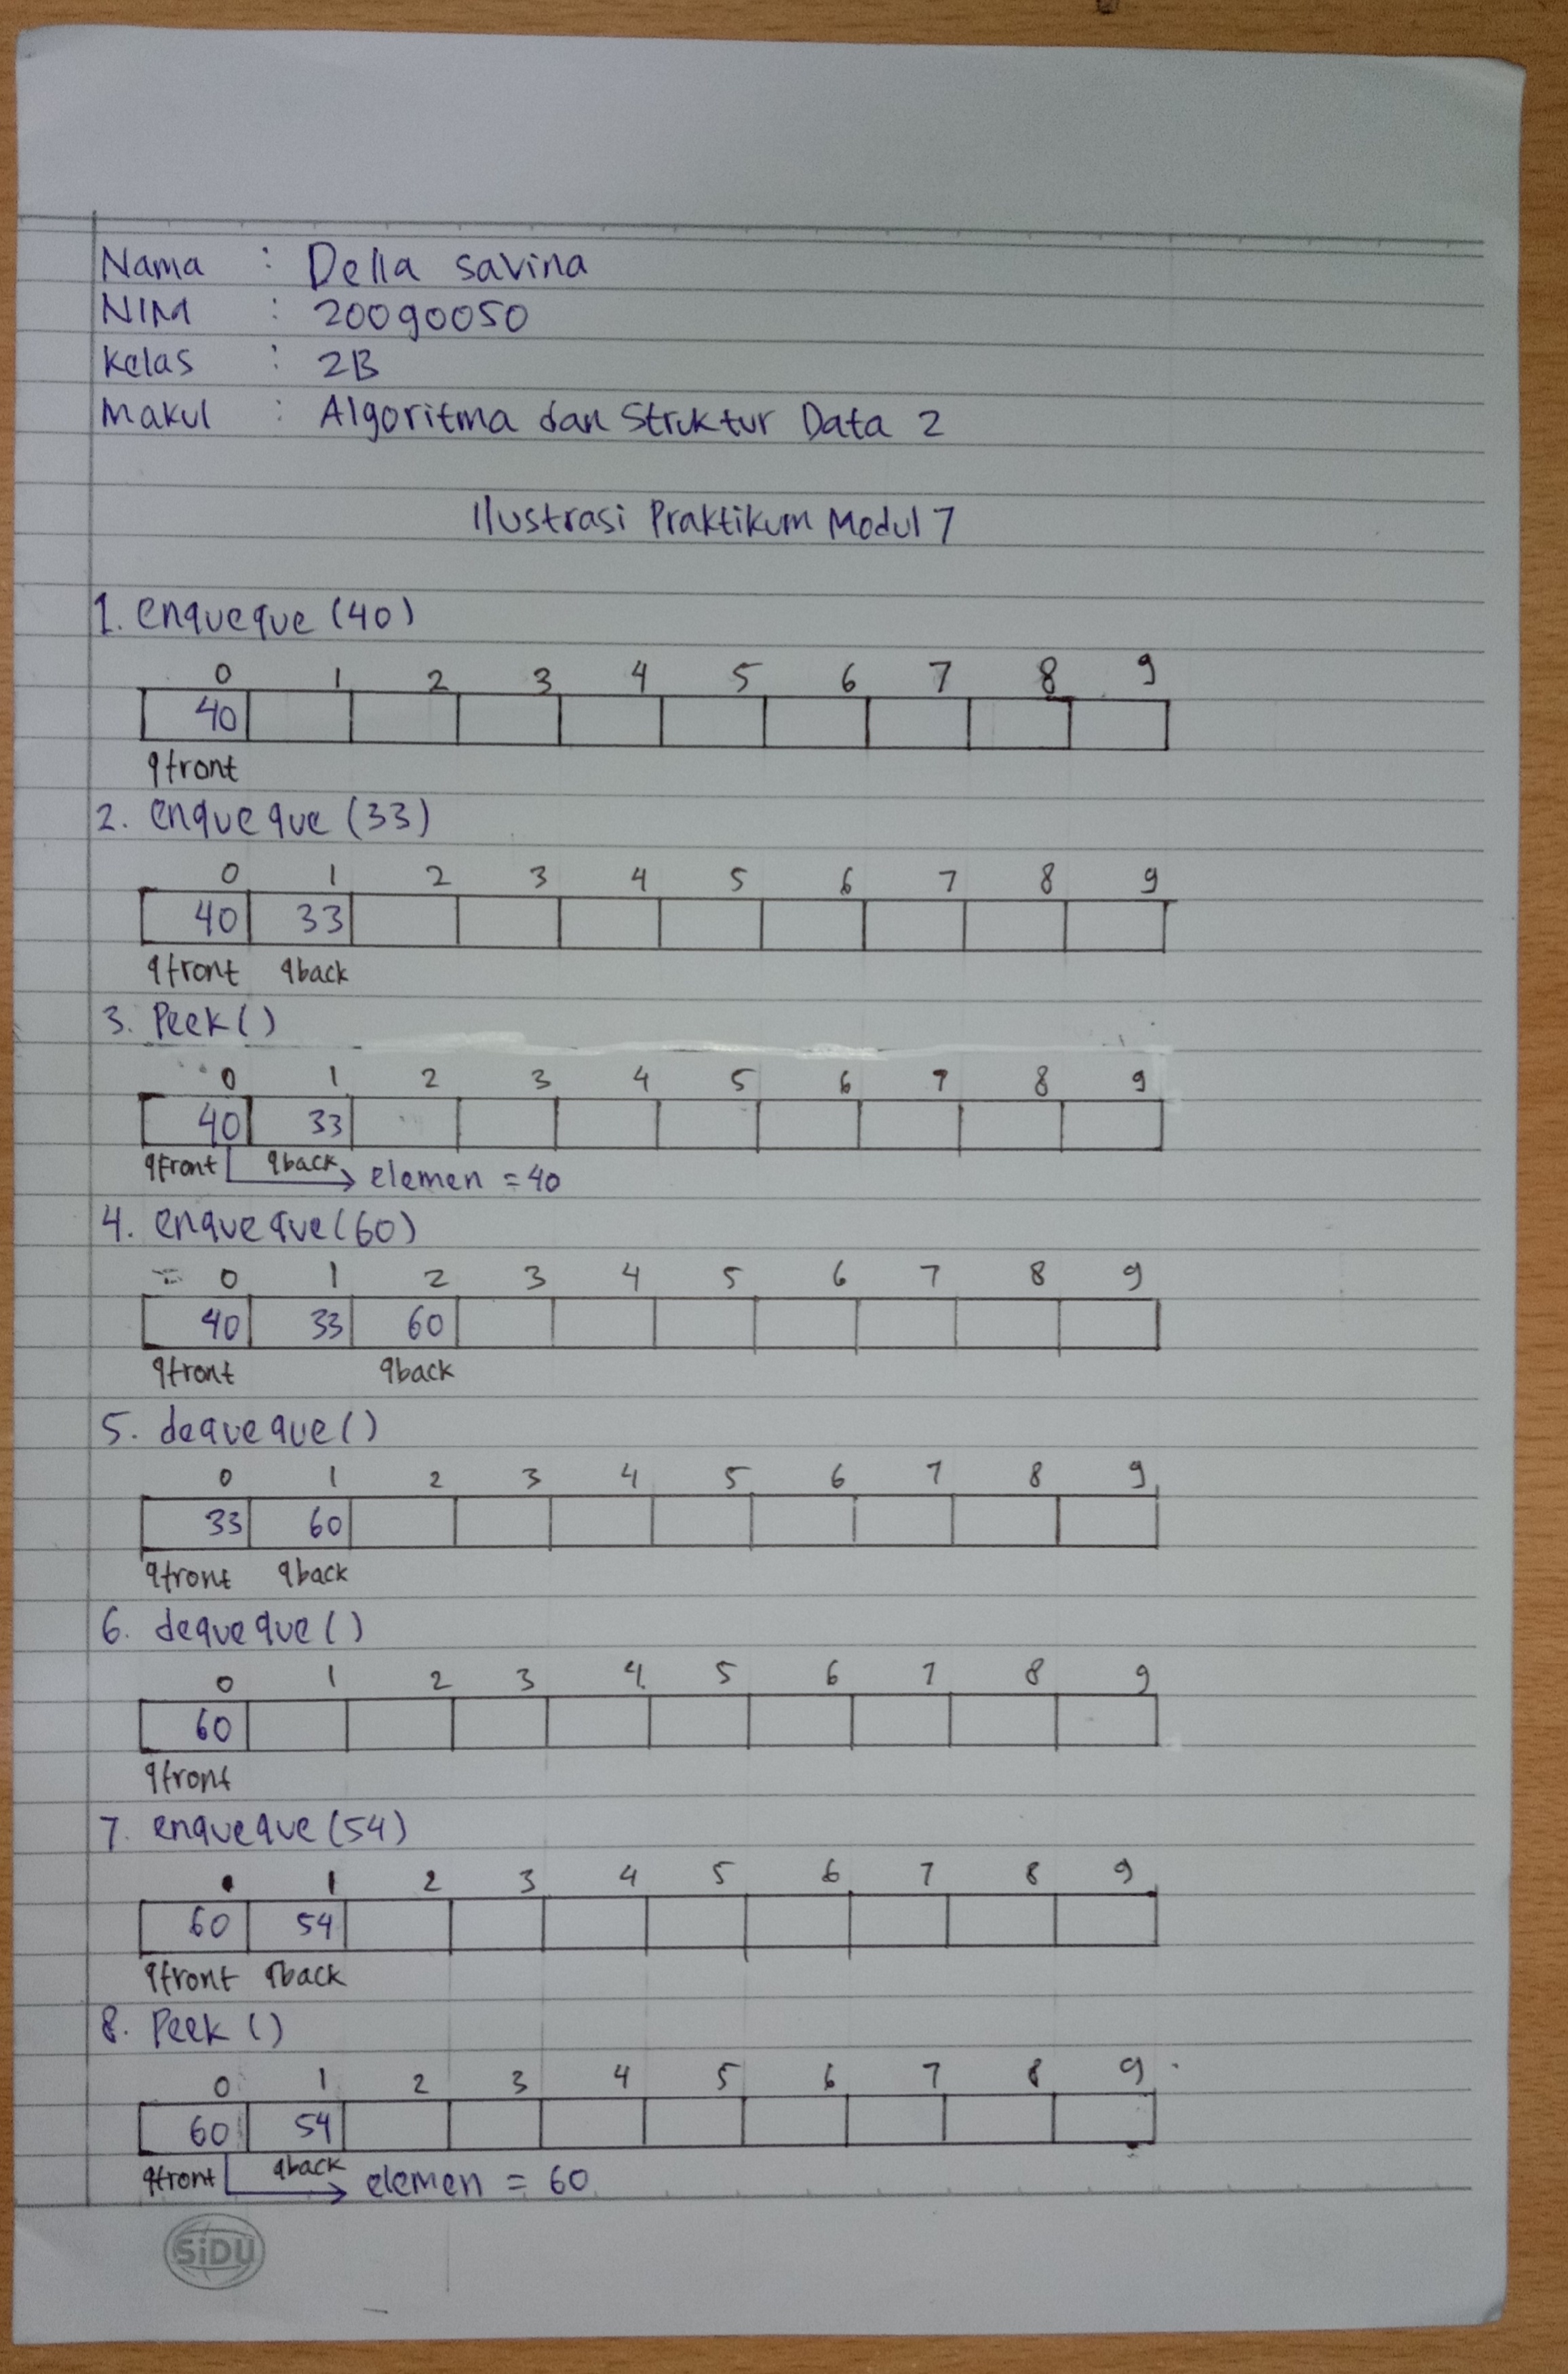 Nama : Della savina
NIM : 20090050
Kelas : 2B
Makul : Algoritma dan Struktur Data 2
Ilustrasi Praktikum Modul 7
1. enqueque (40)
0 1 2 3 4 5 6 7 8 9
40
qfront
2. enqueque (33)
0 1 2 3 4 5 6 7 8 9
40 33
qfront qback
3. Peek ()
0 1 2 3 4 5 6 7 8 9
40 33
qfront qback → elemen = 40
4. enqueque (60)
0 1 2 3 4 5 6 7 8 9
40 33 60
qfront qback
5. dequeque ()
0 1 2 3 4 5 6 7 8 9
33 60
qfront qback
6. dequeque ()
0 1 2 3 4 5 6 7 8 9
60
qfront
7. enqueque (54)
0 1 2 3 4 5 6 7 8 9
60 54
qfront qback
8. Peek ()
0 1 2 3 4 5 6 7 8 9
60 54
qfront qback → elemen = 60
SiDU